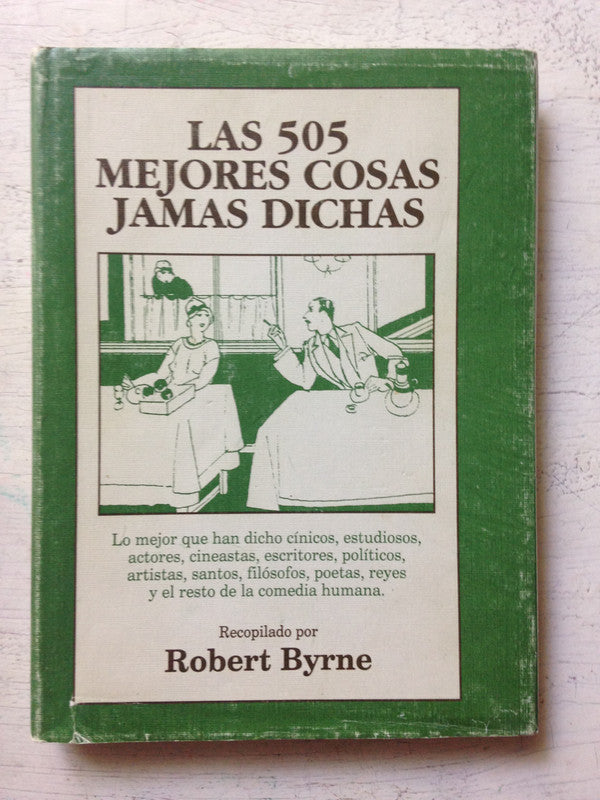 LAS 505
MEJORES COSAS
JAMAS DICHAS
Lo mejor que han dicho cínicos, estudiosos,
actores, cineastas, escritores, políticos,
artistas, santos, filósofos, poetas, reyes
y el resto de la comedia humana.
Recopilado por
Robert Byrne